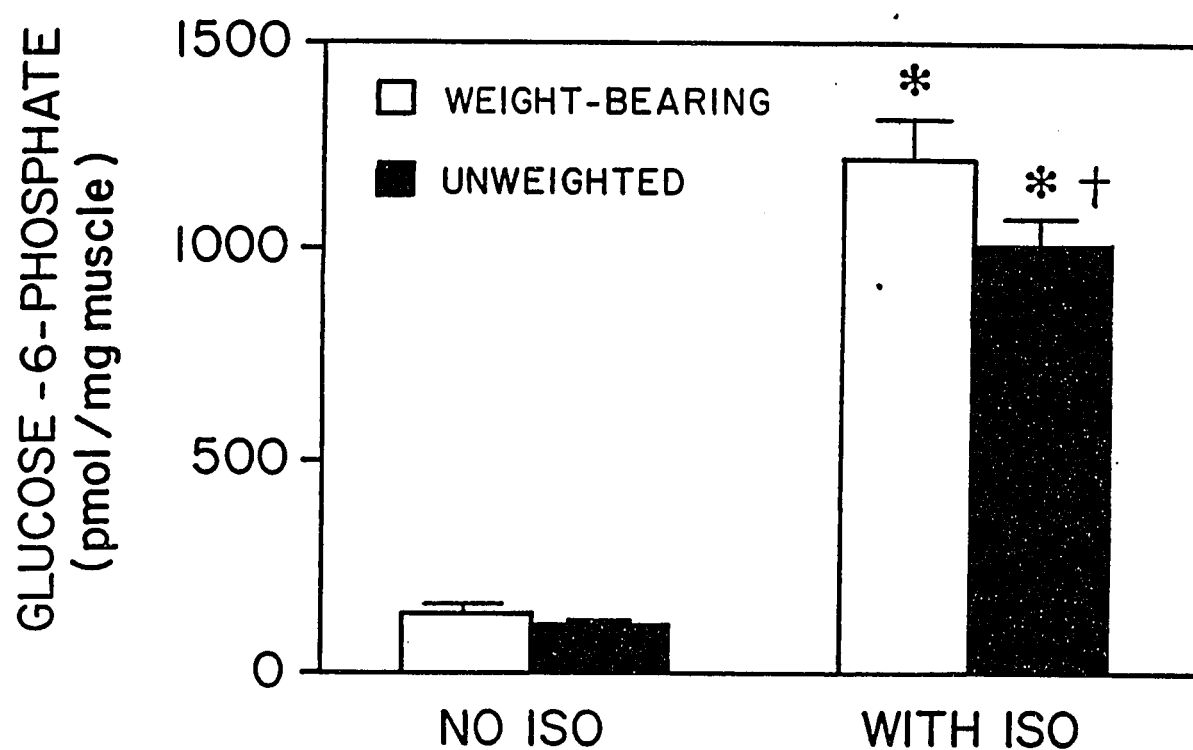 GLUCOSE-6-PHOSPHATE
(pmol/mg muscle)
1500
1000
500
0
WEIGHT-BEARING
UNWEIGHTED
*
* †
NO ISO
WITH ISO